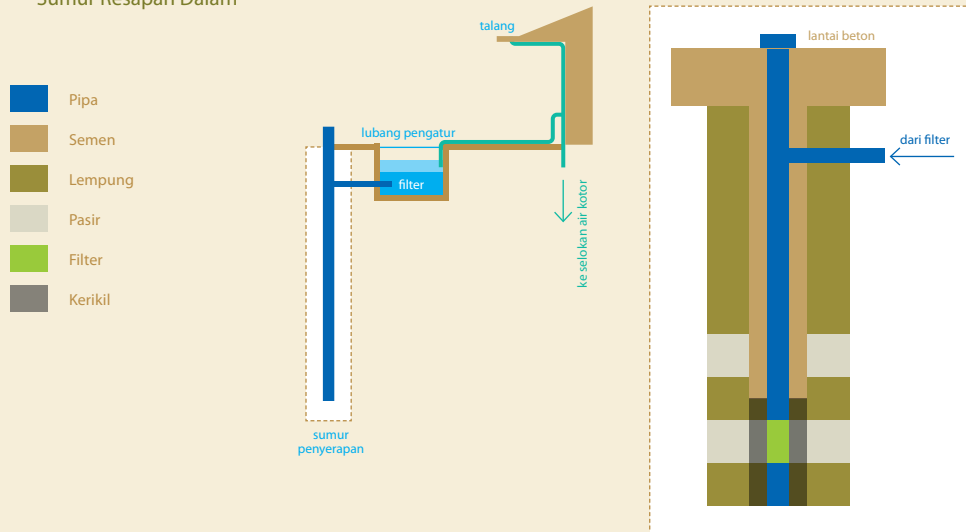 Sumur Resapan Dalam
Pipa
Semen
Lempung
Pasir
Filter
Kerikil
talang
lubang pengatur
filter
ke selokan air kotor
sumur
penyerapan
lantai beton
dari filter